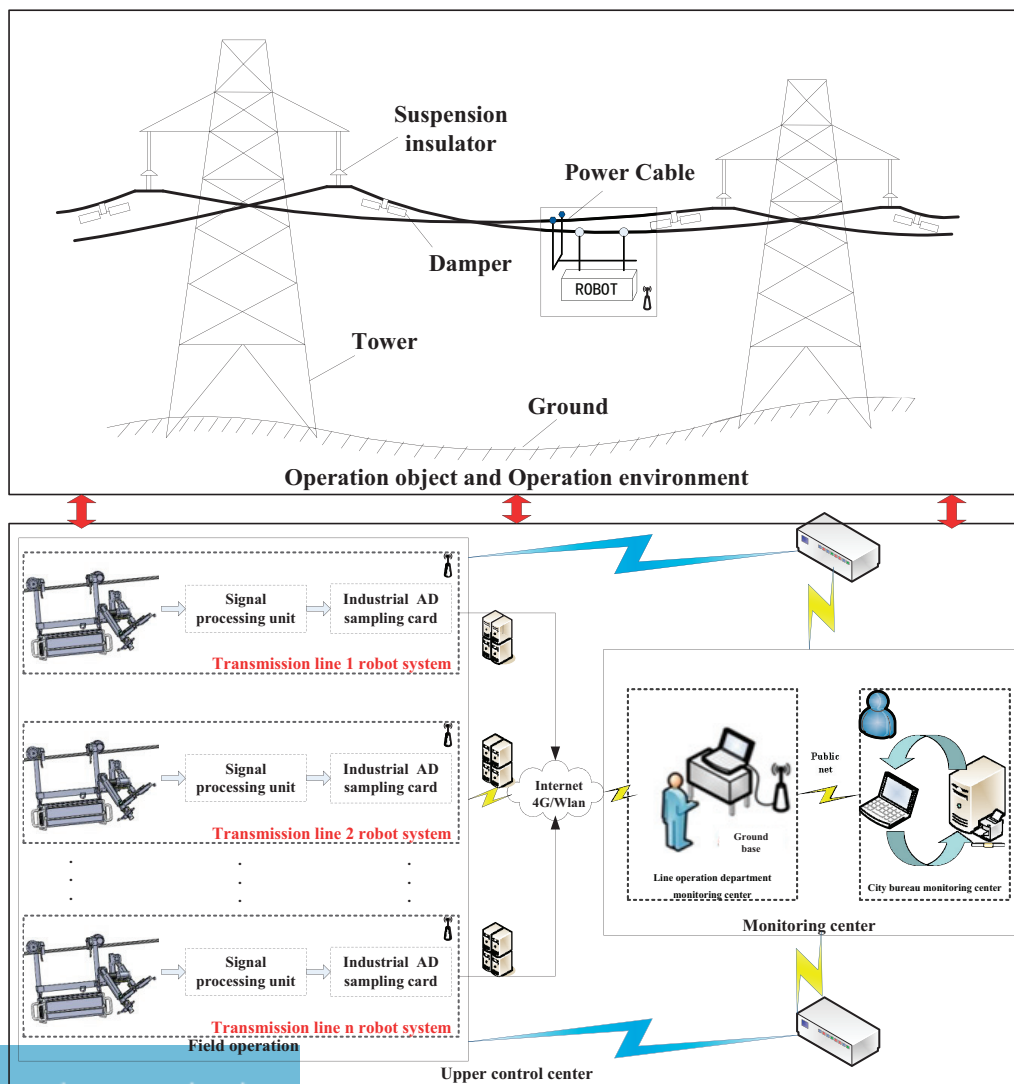 Suspension
insulator
Power Cable
Damper
ROBOT
Tower
Ground
Operation object and Operation environment
Signal
processing unit
Industrial AD
sampling card
Transmission line 1 robot system
Signal
processing unit
Industrial AD
sampling card
Transmission line 2 robot system
Signal
processing unit
Industrial AD
sampling card
Transmission line n robot system
Field operation
Internet
4G/Wlan
Ground
base
Line operation department
monitoring center
Public
net
City bureau monitoring center
Monitoring center
Upper control center